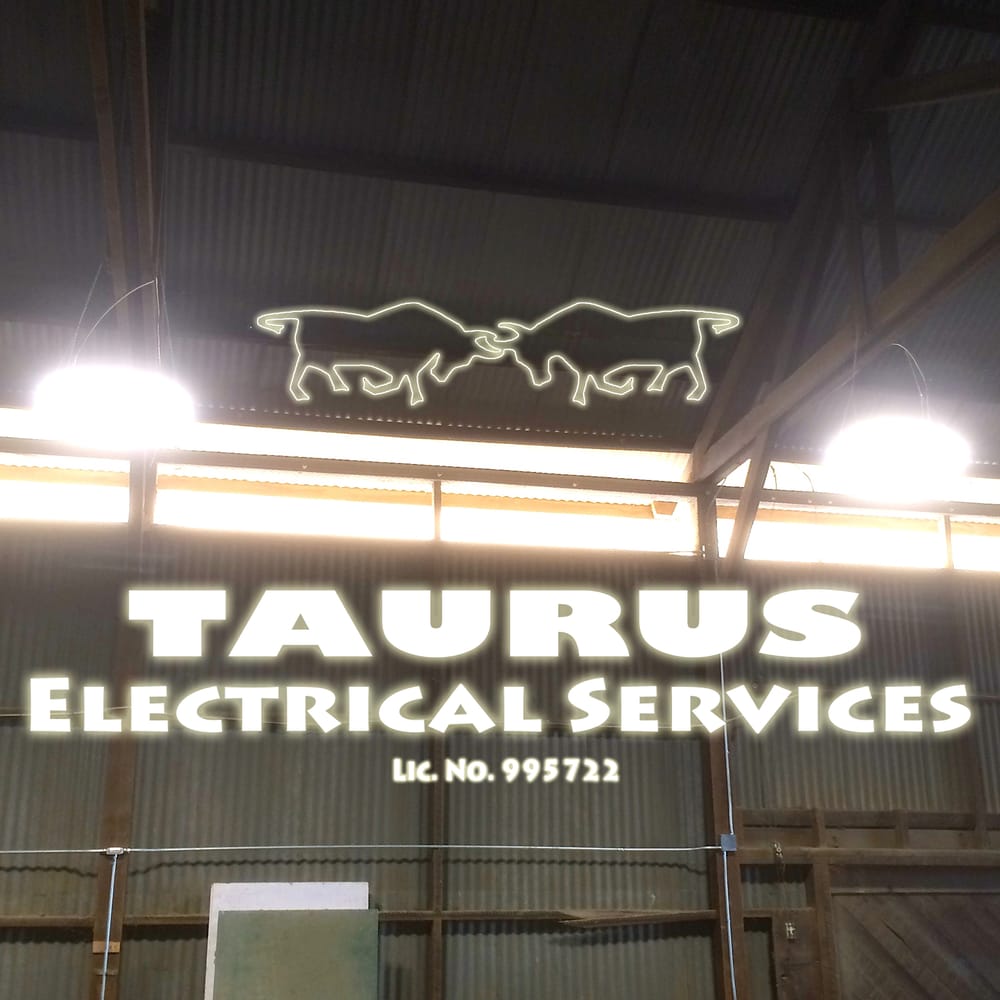 TAURUS
ELECTRICAL SERVICES
LIC. NO. 995722